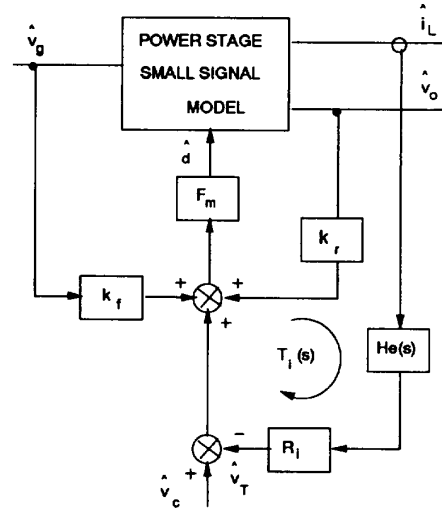 v̂g
îL
POWER STAGE
SMALL SIGNAL
MODEL
v̂o
d̂
Fm
kr
kf
+
+
+
Ti(s)
He(s)
−
Ri
+
v̂c
v̂T